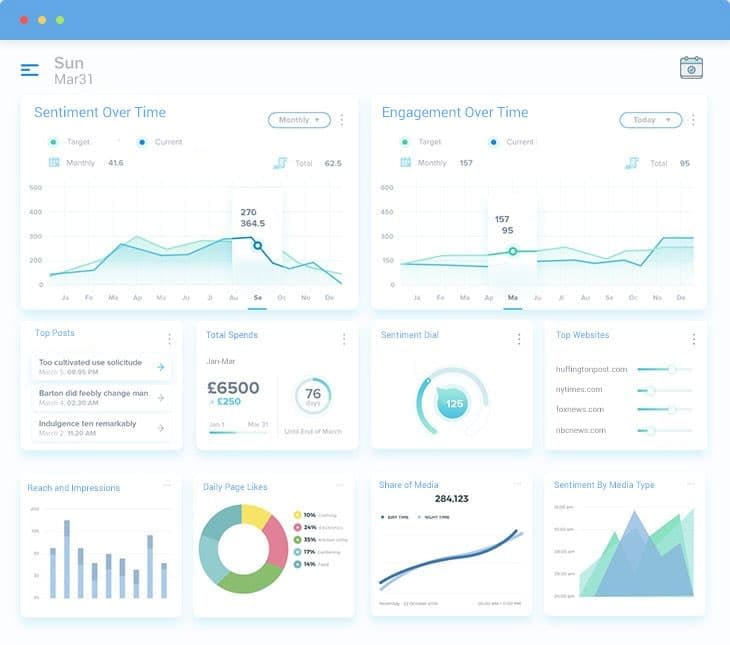 Sun
Mar31
Sentiment Over Time
Monthly
Target
Current
Monthly 41.6
Total 62.5
500
400
300
200
0
270
364.5
Ja Fe Ma Ap Ma Ju Jl Au Se Oc No De
Engagement Over Time
Today
Target
Current
Monthly 157
Total 95
600
450
300
150
0
157
95
Ja Fe Ma Ap Ma Ju Jl Au Se Oc No De
Top Posts
Too cultivated use solicitude
March 5, 08.95 PM
Barton did feebly change man
March 4, 02.30 AM
Indulgence ten remarkably
March 2, 11.20 AM
Total Spends
Jan-Mar
£6500
£250
Jan 1 Mar 31
76
days
Until End of March
Sentiment Dial
125
Top Websites
huffingtonpost.com
nytimes.com
foxnews.com
nbcnews.com
Reach and Impressions
Daily Page Likes
10% Clothing
24%
35%
17% Gardening
14% Food
Share of Media
284,123
DAY TIME NIGHT TIME
Yesterday - 22 October
Sentiment By Media Type